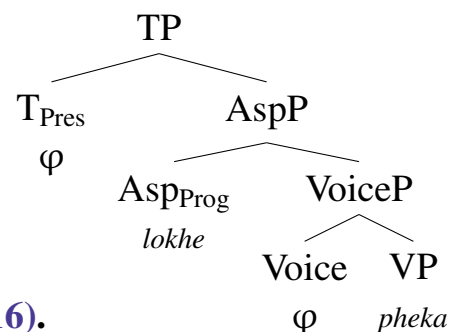 TP
T_Pres AspP
φ
Asp_Prog VoiceP
lokhe
Voice VP
6). φ pheka